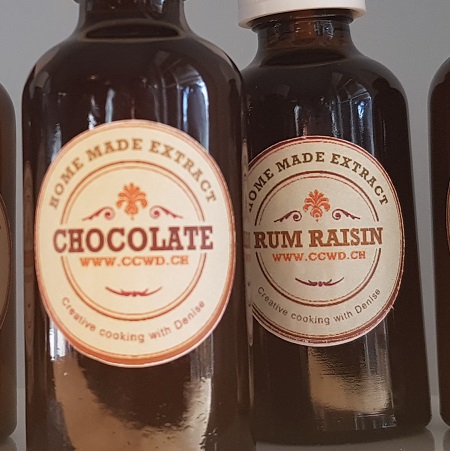 HOME MADE EXTRACT
CHOCOLATE
WWW.CCWD.CH
Creative cooking with Denise
HOME MADE EXTRACT
RUM RAISIN
WWW.CCWD.CH
Creative cooking with Denise